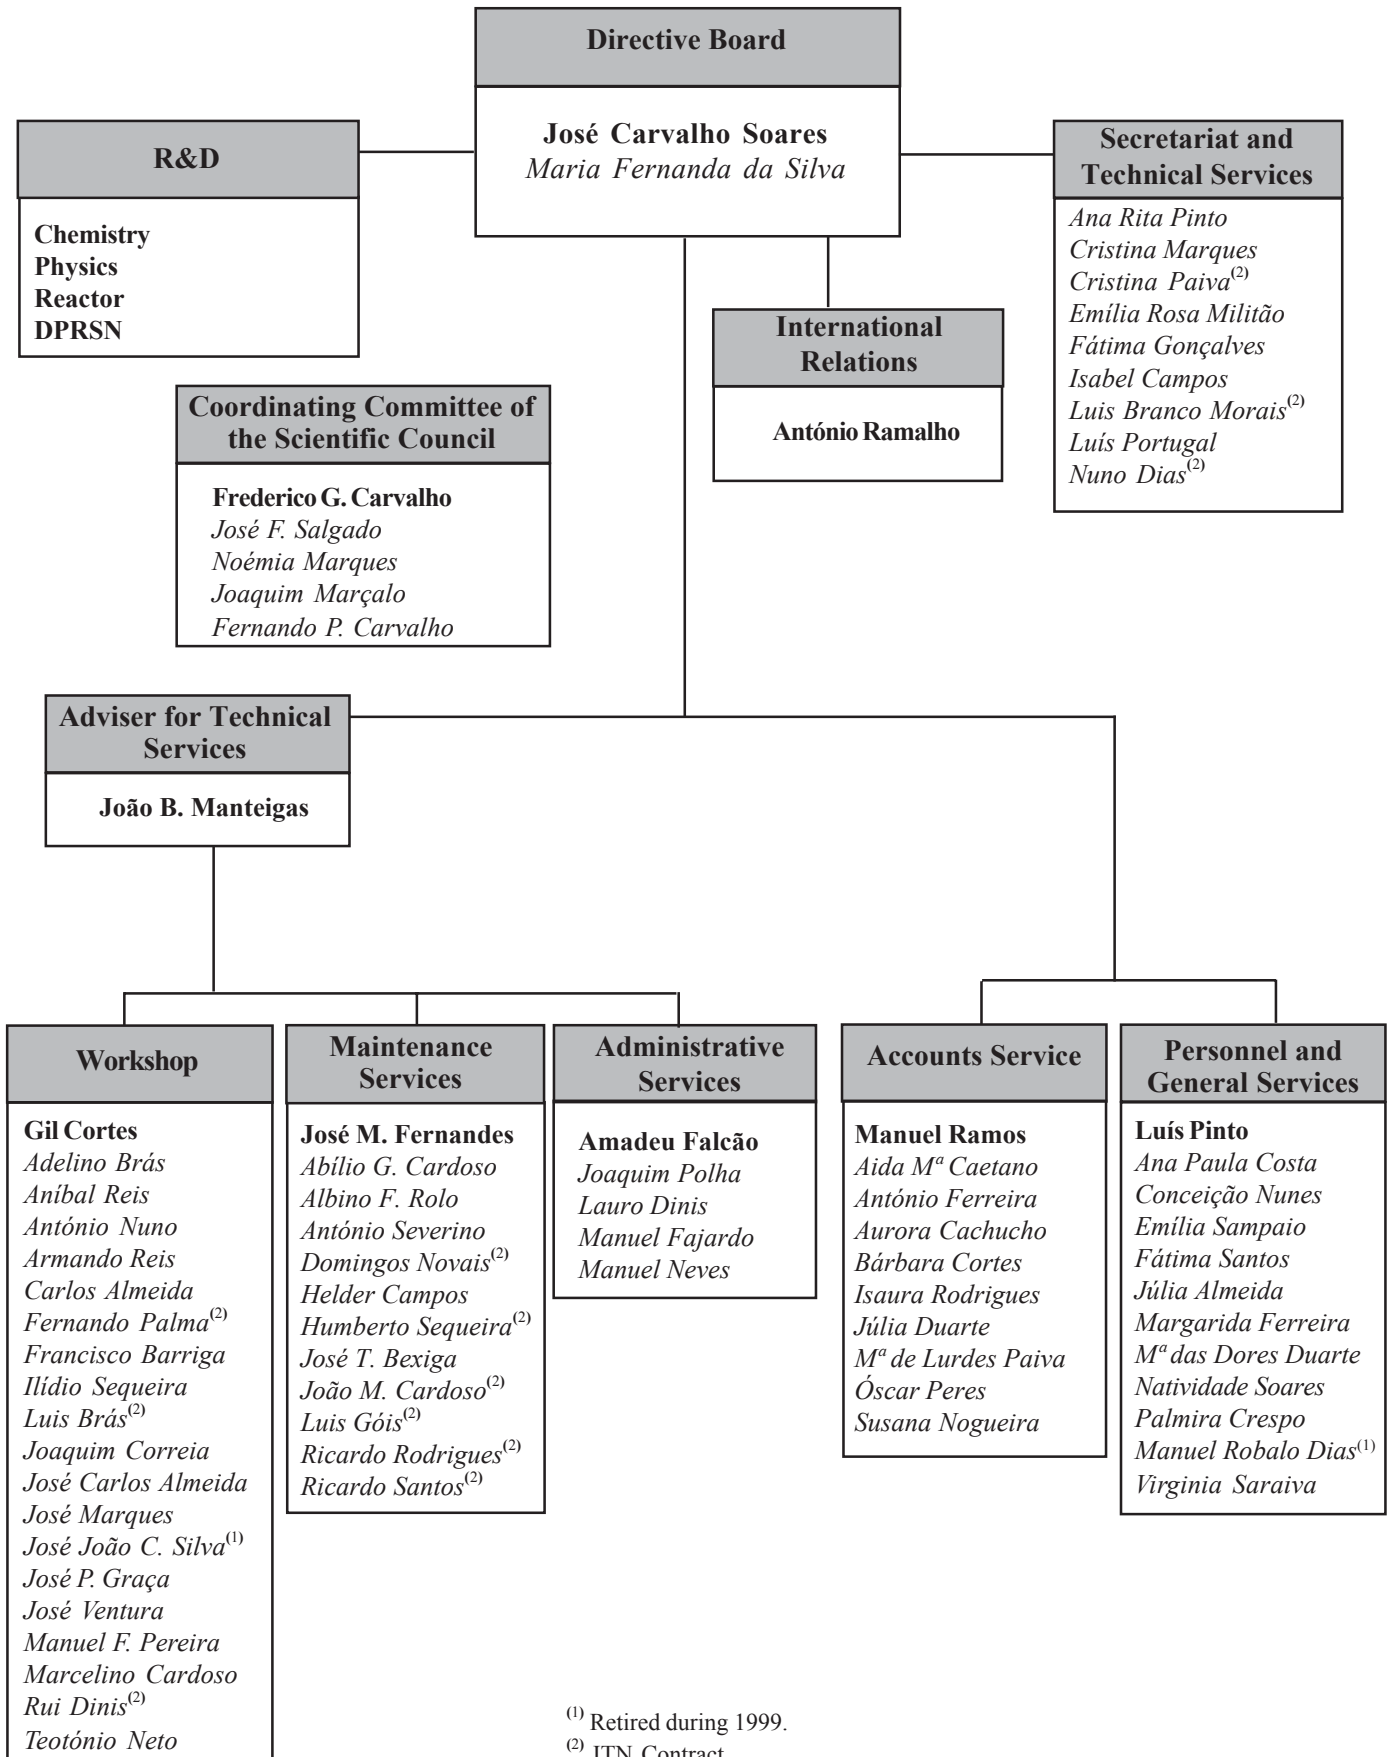 Directive Board
José Carvalho Soares
Maria Fernanda da Silva
R&D
Chemistry
Physics
Reactor
DPRSN
Secretariat and
Technical Services
Ana Rita Pinto
Cristina Marques
Cristina Paiva(2)
Emília Rosa Militão
Fátima Gonçalves
Isabel Campos
Luis Branco Morais(2)
Luís Portugal
Nuno Dias(2)
International
Relations
António Ramalho
Coordinating Committee of
the Scientific Council
Frederico G. Carvalho
José F. Salgado
Noémia Marques
Joaquim Marçalo
Fernando P. Carvalho
Adviser for Technical
Services
João B. Manteigas
Workshop
Gil Cortes
Adelino Brás
Aníbal Reis
António Nuno
Armando Reis
Carlos Almeida
Fernando Palma(2)
Francisco Barriga
Ilídio Sequeira
Luis Brás(2)
Joaquim Correia
José Carlos Almeida
José Marques
José João C. Silva(1)
José P. Graça
José Ventura
Manuel F. Pereira
Marcelino Cardoso
Rui Dinis(2)
Teotónio Neto
Maintenance
Services
José M. Fernandes
Abílio G. Cardoso
Albino F. Rolo
António Severino
Domingos Novais(2)
Helder Campos
Humberto Sequeira(2)
José T. Bexiga
João M. Cardoso(2)
Luis Góis(2)
Ricardo Rodrigues(2)
Ricardo Santos(2)
Administrative
Services
Amadeu Falcão
Joaquim Polha
Lauro Dinis
Manuel Fajardo
Manuel Neves
Accounts Service
Manuel Ramos
Aida Mª Caetano
António Ferreira
Aurora Cachucho
Bárbara Cortes
Isaura Rodrigues
Júlia Duarte
Mª de Lurdes Paiva
Óscar Peres
Susana Nogueira
Personnel and
General Services
Luís Pinto
Ana Paula Costa
Conceição Nunes
Emília Sampaio
Fátima Santos
Júlia Almeida
Margarida Ferreira
Mª das Dores Duarte
Natividade Soares
Palmira Crespo
Manuel Robalo Dias(1)
Virginia Saraiva
(1) Retired during 1999.
(2) ITN Contract